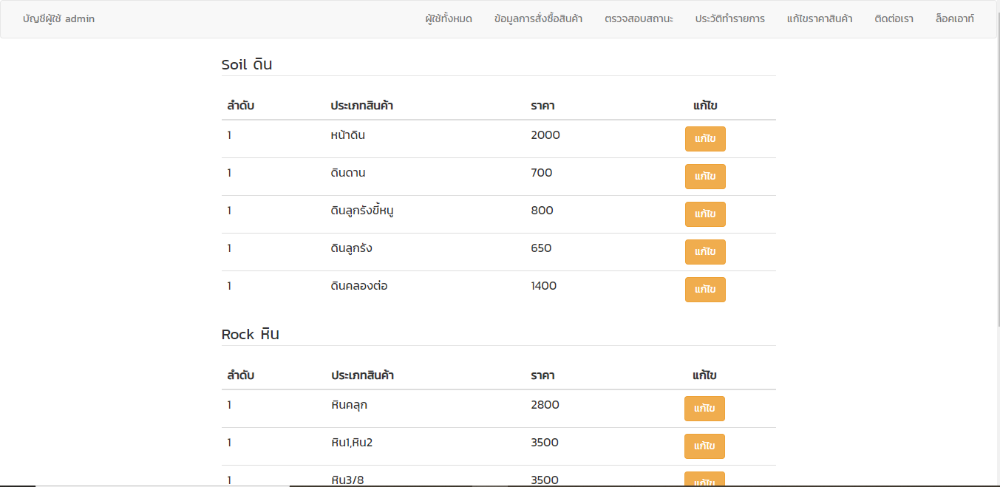 บัญชีผู้ใช้ admin ผู้ใช้ทั้งหมด ข้อมูลการสั่งซื้อสินค้า ตรวจสอบสถานะ ประวัติทำรายการ แก้ไขราคาสินค้า ติดต่อเรา ล็อคเอาท์
Soil ดิน
ลำดับ ประเภทสินค้า ราคา แก้ไข
1 หน้าดิน 2000 แก้ไข
1 ดินดาน 700 แก้ไข
1 ดินลูกรังขี้หนู 800 แก้ไข
1 ดินลูกรัง 650 แก้ไข
1 ดินคลองต่อ 1400 แก้ไข
Rock หิน
ลำดับ ประเภทสินค้า ราคา แก้ไข
1 หินคลุก 2800 แก้ไข
1 หิน1,หิน2 3500 แก้ไข
1 หิน3/8 3500 แก้ไข